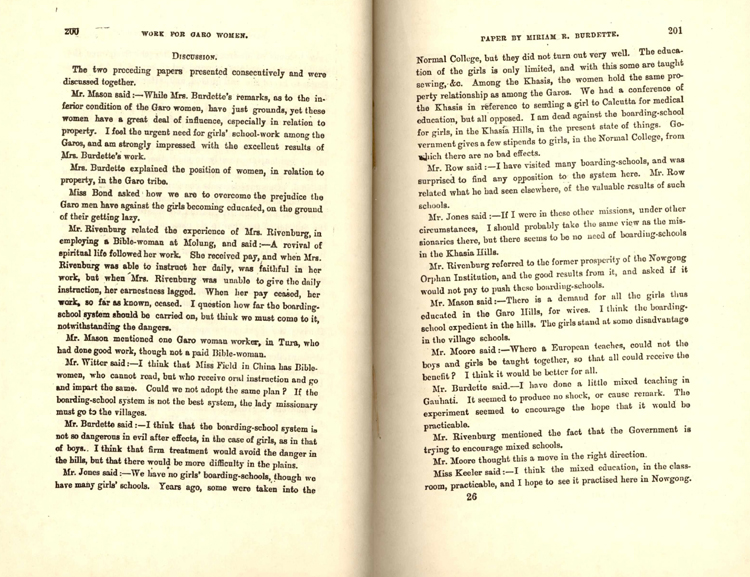 200 WORK FOR GARO WOMEN.
DISCUSSION.
The two preceding papers presented consecutively and were
discussed together.
Mr. Mason said:—While Mrs. Burdette's remarks, as to the in-
ferior condition of the Garo women, have just grounds, yet these
women have a great deal of influence, especially in relation to
property. I feel the urgent need for girls' school-work among the
Garos, and am strongly impressed with the excellent results of
Mrs. Burdette's work.
Mrs. Burdette explained the position of women, in relation to
property, in the Garo tribe.
Miss Bond asked how we are to overcome the prejudice the
Garo men have against the girls becoming educated, on the ground
of their getting lazy.
Mr. Rivenburg related the experience of Mrs. Rivenburg, in
employing a Bible-woman at Molung, and said:—A revival of
spiritual life followed her work. She received pay, and when Mrs.
Rivenburg was able to instruct her daily, was faithful in her
work, but when Mrs. Rivenburg was unable to give the daily
instruction, her earnestness lagged. When her pay ceased, her
work, so far as known, ceased. I question how far the boarding-
school system should be carried on, but think we must come to it,
notwithstanding the dangers.
Mr. Mason mentioned one Garo woman worker, in Tura, who
had done good work, though not a paid Bible-woman.
Mr. Witter said:—I think that Miss Field in China has Bible-
women, who cannot read, but who receive oral instruction and go
and impart the same. Could we not adopt the same plan? If the
boarding-school system is not the best system, the lady missionary
must go to the villages.
Mr. Burdette said:—I think that the boarding-school system is
not so dangerous in evil after effects, in the case of girls, as in that
of boys. I think that firm treatment would avoid the danger in
the hills, but that there would be more difficulty in the plains.
Mr. Jones said:—We have no girls' boarding-schools, though we
have many girls' schools. Years ago, some were taken into the
PAPER BY MIRIAM R. BURDETTE. 201
Normal College, but they did not turn out very well. The educa-
tion of the girls is only limited, and with this some are taught
sewing, &c. Among the Khasis, the women hold the same pro-
perty relationship as among the Garos. We had a conference of
the Khasis in reference to sending a girl to Calcutta for medical
education, but all opposed. I am dead against the boarding-school
for girls, in the Khasia Hills, in the present state of things. Go-
vernment gives a few stipends to girls, in the Normal College, from
which there are no bad effects.
Mr. Row said:—I have visited many boarding-schools, and was
surprised to find any opposition to the system here. Mr. Row
related what he had seen elsewhere, of the valuable results of such
schools.
Mr. Jones said:—If I were in these other missions, under other
circumstances, I should probably take the same view as the mis-
sionaries there, but there seems to be no need of boarding-schools
in the Khasia Hills.
Mr. Rivenburg referred to the former prosperity of the Nowgong
Orphan Institution, and the good results from it, and asked if it
would not pay to push these boarding-schools.
Mr. Mason said:—There is a demand for all the girls thus
educated in the Garo Hills, for wives. I think the boarding-
school expedient in the hills. The girls stand at some disadvantage
in the village schools.
Mr. Moore said:—Where a European teaches, could not the
boys and girls be taught together, so that all could receive the
benefit? I think it would be better for all.
Mr. Burdette said.—I have done a little mixed teaching in
Gauhati. It seemed to produce no shock, or cause remark. The
experiment seemed to encourage the hope that it would be
practicable.
Mr. Rivenburg mentioned the fact that the Government is
trying to encourage mixed schools.
Mr. Moore thought this a move in the right direction.
Miss Keeler said:—I think the mixed education, in the class-
room, practicable, and I hope to see it practised here in Nowgong.
26